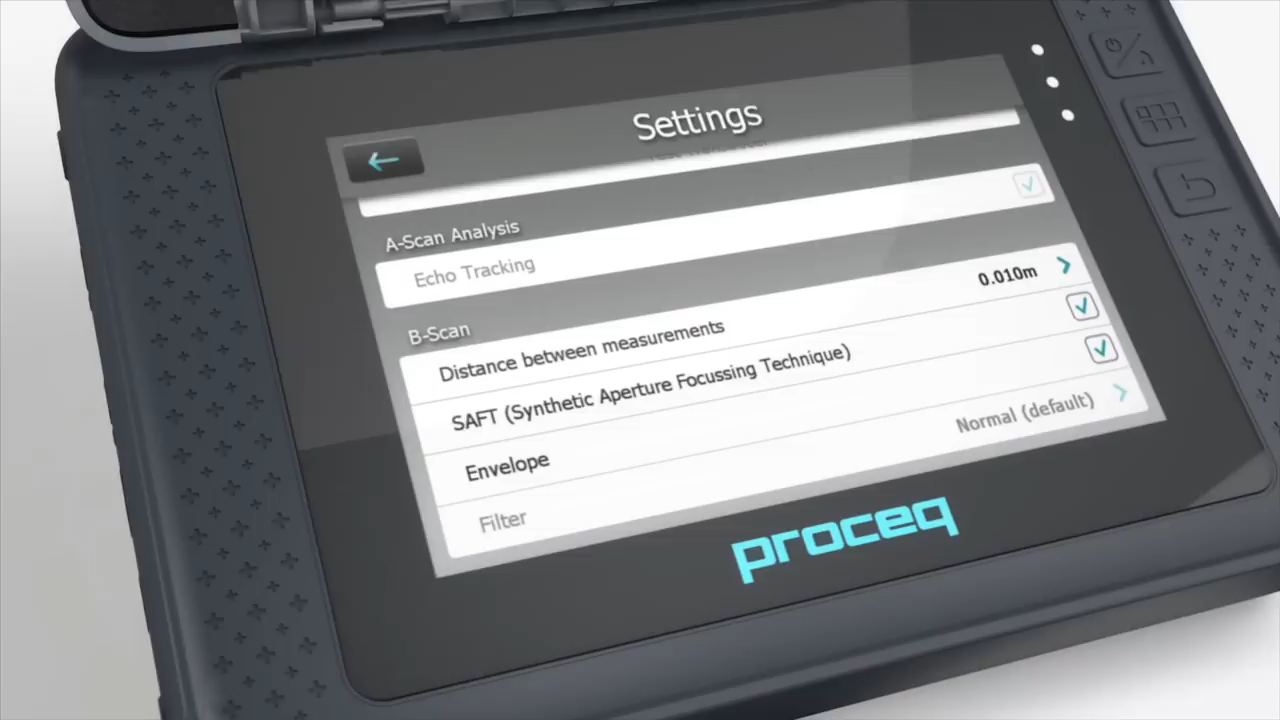 Settings
A-Scan Analysis
Echo Tracking
B-Scan
Distance between measurements 0.010m
SAFT (Synthetic Aperture Focussing Technique)
Envelope
Filter Normal (default)
proceq